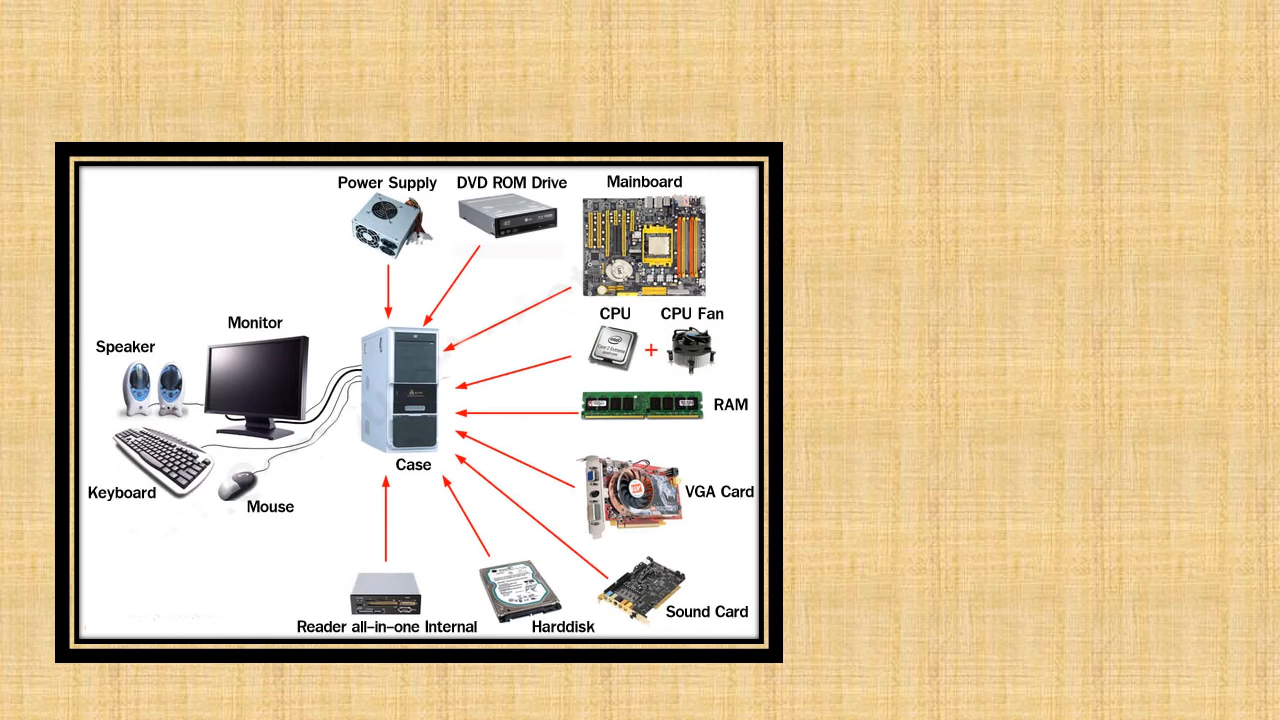 Power Supply
DVD ROM Drive
Mainboard
CPU
CPU Fan
Monitor
Speaker
+
RAM
Case
Keyboard
VGA Card
Mouse
Sound Card
Reader all-in-one Internal
Harddisk